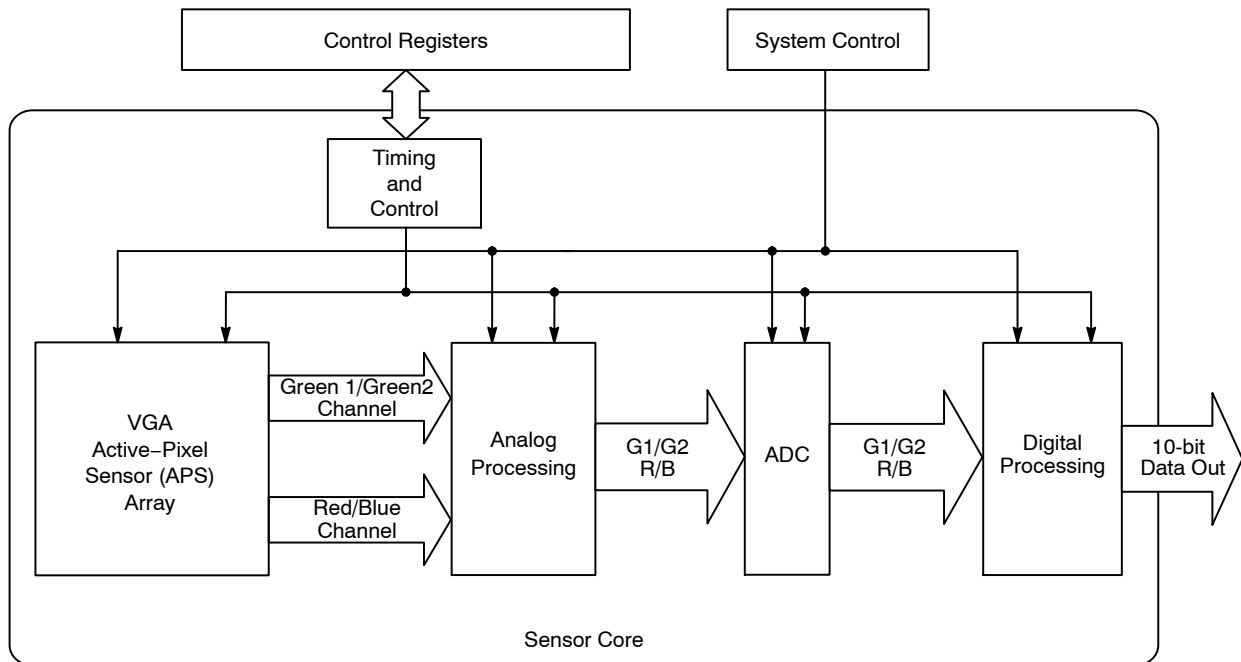 Control Registers
System Control
Timing
and
Control
VGA
Active−Pixel
Sensor (APS)
Array
Green 1/Green2
Channel
Red/Blue
Channel
Analog
Processing
G1/G2
R/B
ADC
G1/G2
R/B
Digital
Processing
10-bit
Data Out
Sensor Core